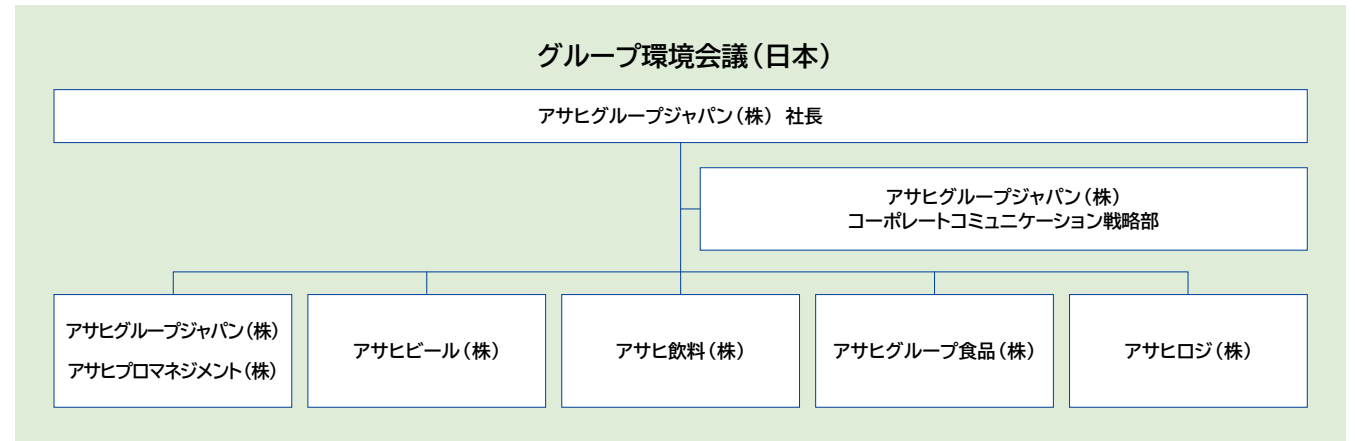 グループ環境会議（日本）
アサヒグループジャパン（株） 社長
アサヒグループジャパン（株）
コーポレートコミュニケーション戦略部
アサヒグループジャパン（株）
アサヒプロマネジメント（株）
アサヒビール（株）
アサヒ飲料（株）
アサヒグループ食品（株）
アサヒロジ（株）